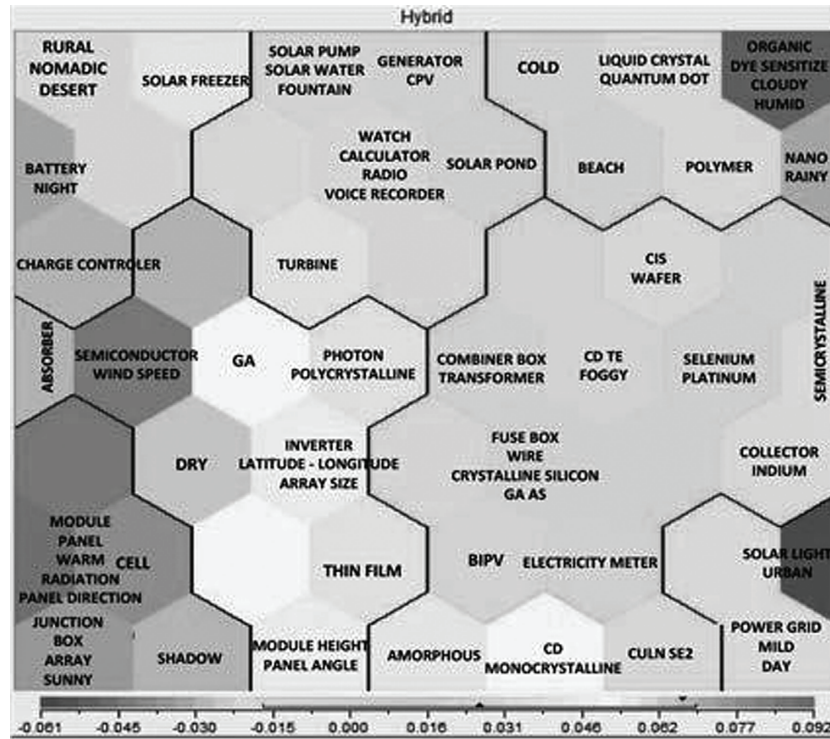 Hybrid
RURAL
NOMADIC
DESERT
SOLAR FREEZER
SOLAR PUMP
SOLAR WATER
FOUNTAIN
GENERATOR
CPV
COLD
LIQUID CRYSTAL
QUANTUM DOT
ORGANIC
DYE SENSITIZE
CLOUDY
HUMID
BATTERY
NIGHT
WATCH
CALCULATOR
RADIO
VOICE RECORDER
SOLAR POND
BEACH
POLYMER
NANO
RAINY
CHARGE CONTROLER
TURBINE
CIS
WAFER
ABSORBER
SEMICONDUCTOR
WIND SPEED
GA
PHOTON
POLYCRYSTALLINE
COMBINER BOX
TRANSFORMER
CD TE
FOGGY
SELENIUM
PLATINUM
SEMICRYSTALLINE
DRY
INVERTER
LATITUDE - LONGITUDE
ARRAY SIZE
FUSE BOX
WIRE
CRYSTALLINE SILICON
GA AS
COLLECTOR
INDIUM
MODULE
PANEL
WARM
RADIATION
PANEL DIRECTION
CELL
THIN FILM
BIPV
ELECTRICITY METER
SOLAR LIGHT
URBAN
JUNCTION
BOX
ARRAY
SUNNY
SHADOW
MODULE HEIGHT
PANEL ANGLE
AMORPHOUS
CD
MONOCRYSTALLINE
CULN SE2
POWER GRID
MILD
DAY
-0.061 -0.045 -0.030 -0.015 0.000 0.016 0.031 0.046 0.062 0.077 0.092